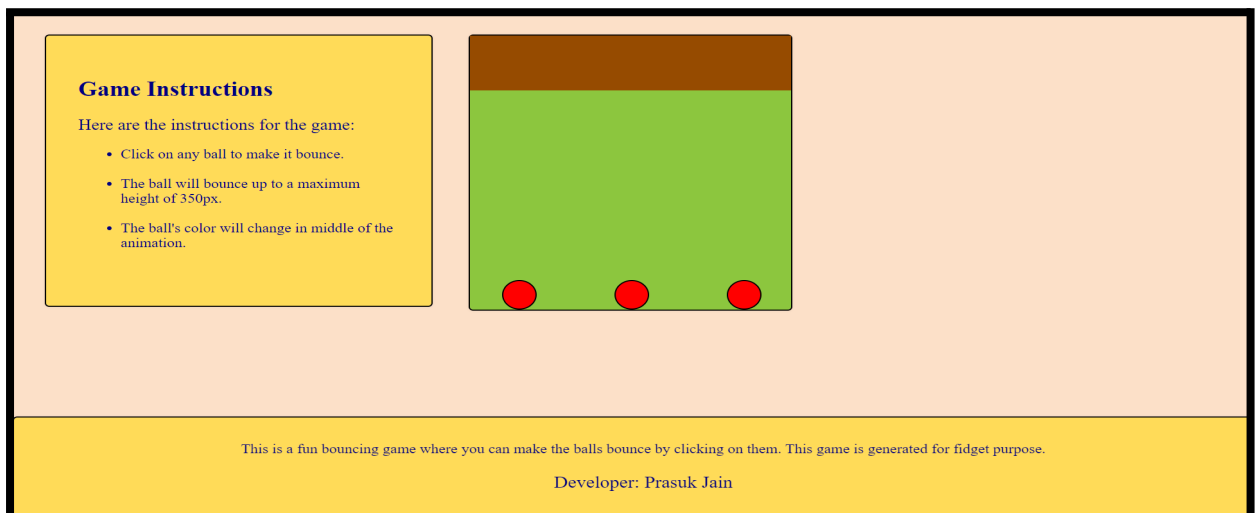 Game Instructions
Here are the instructions for the game:
Click on any ball to make it bounce.
The ball will bounce up to a maximum
height of 350px.
The ball's color will change in middle of the
animation.
This is a fun bouncing game where you can make the balls bounce by clicking on them. This game is generated for fidget purpose.
Developer: Prasuk Jain